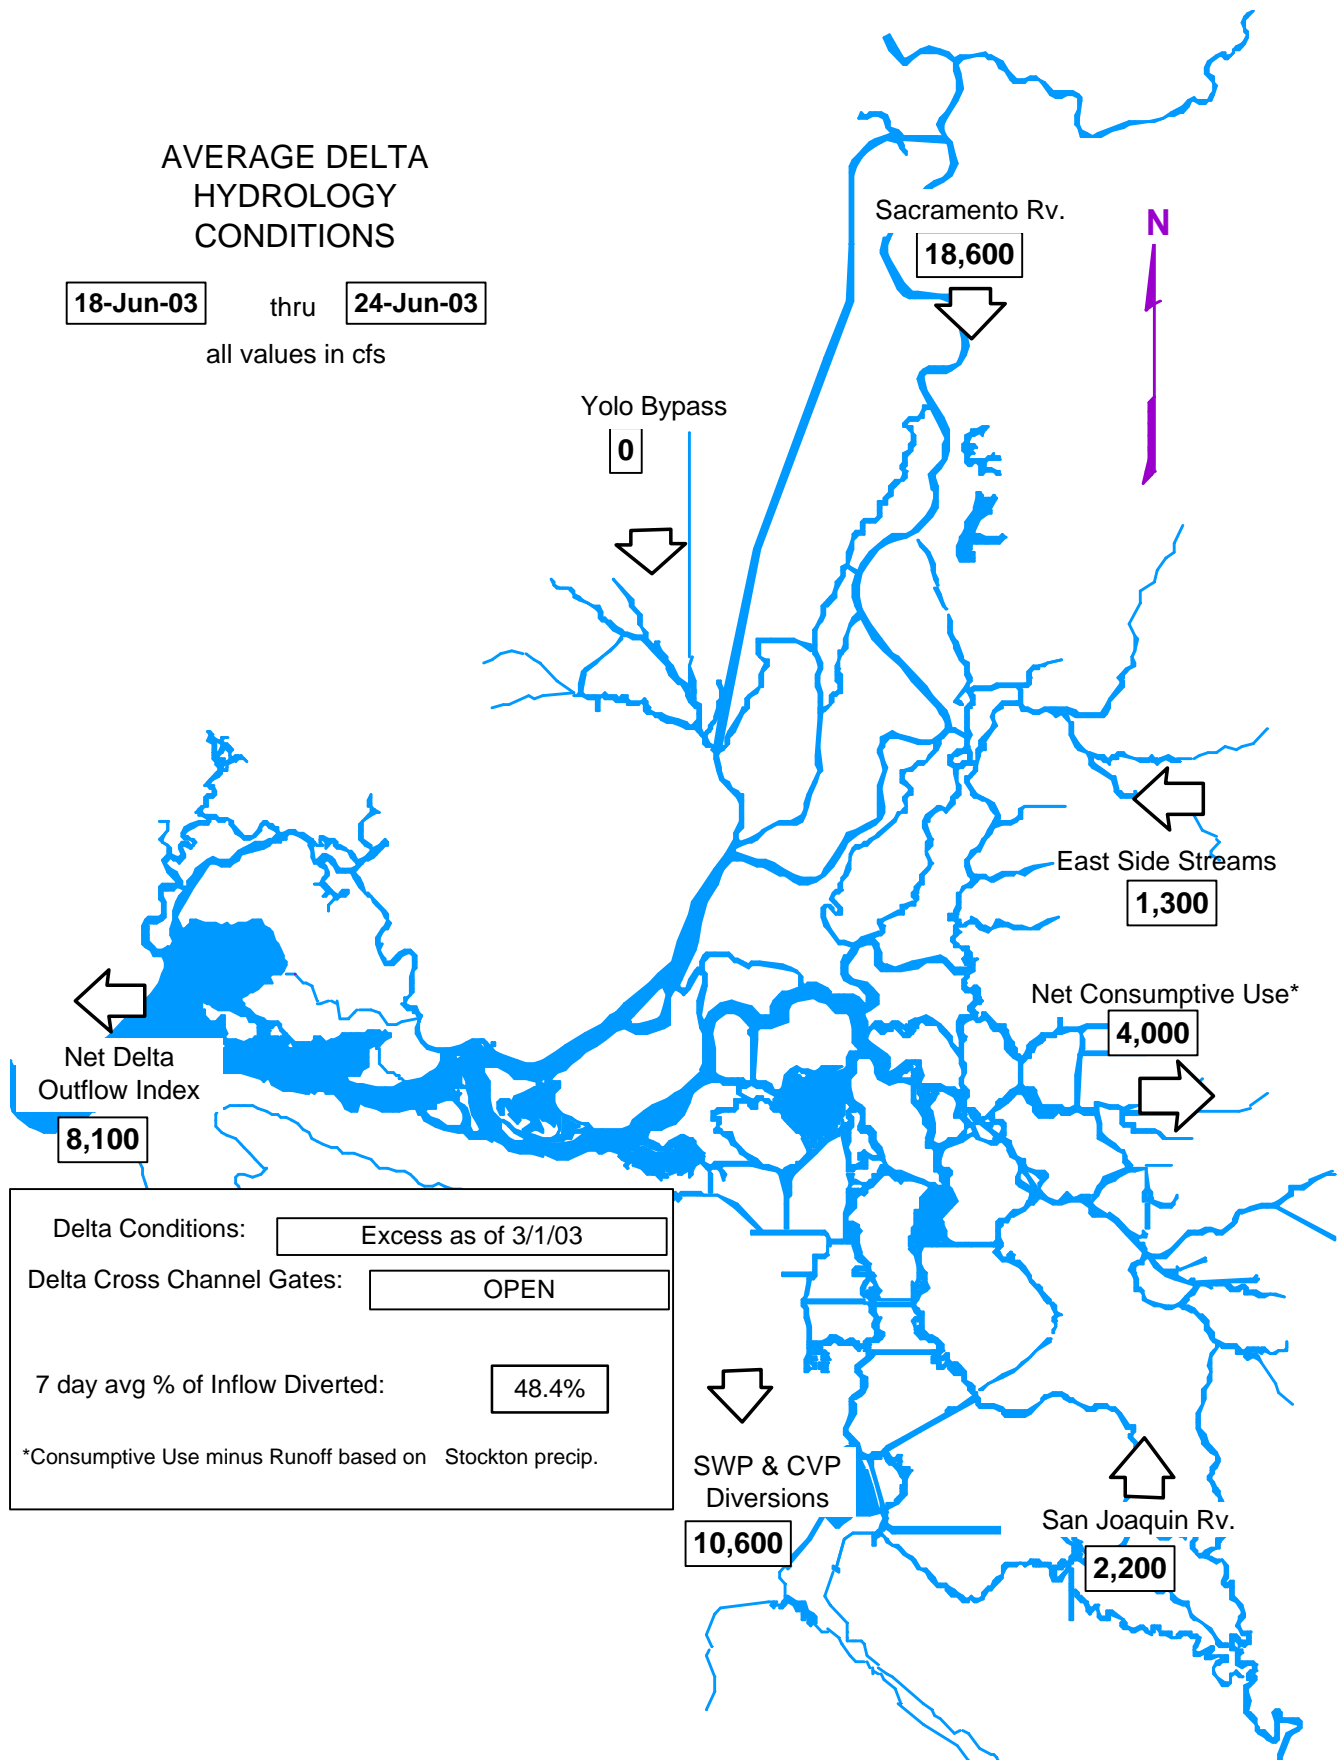 AVERAGE DELTA
HYDROLOGY
CONDITIONS
18-Jun-03 thru 24-Jun-03
all values in cfs
Sacramento Rv.
18,600
N
Yolo Bypass
0
East Side Streams
1,300
Net Consumptive Use*
4,000
Net Delta
Outflow Index
8,100
Delta Conditions: Excess as of 3/1/03
Delta Cross Channel Gates: OPEN
7 day avg % of Inflow Diverted: 48.4%
*Consumptive Use minus Runoff based on Stockton precip.
SWP & CVP
Diversions
10,600
San Joaquin Rv.
2,200